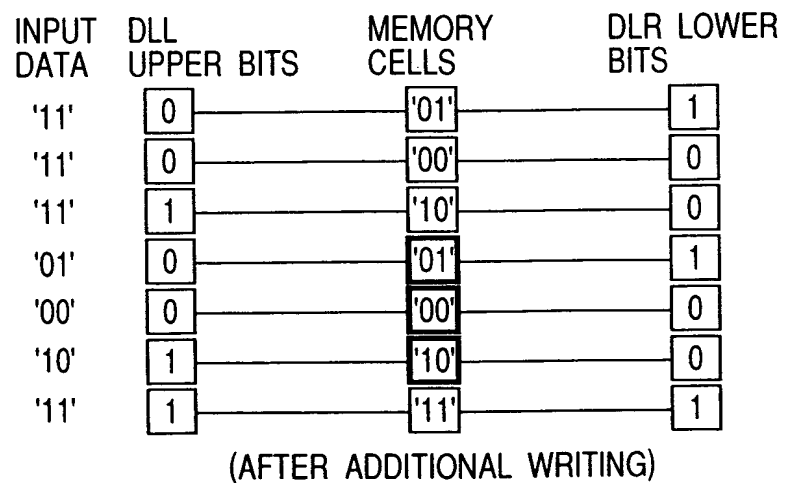 INPUT DLL MEMORY DLR LOWER
DATA UPPER BITS CELLS BITS
'11' 0 '01' 1
'11' 0 '00' 0
'11' 1 '10' 0
'01' 0 '01' 1
'00' 0 '00' 0
'10' 1 '10' 0
'11' 1 '11' 1
(AFTER ADDITIONAL WRITING)